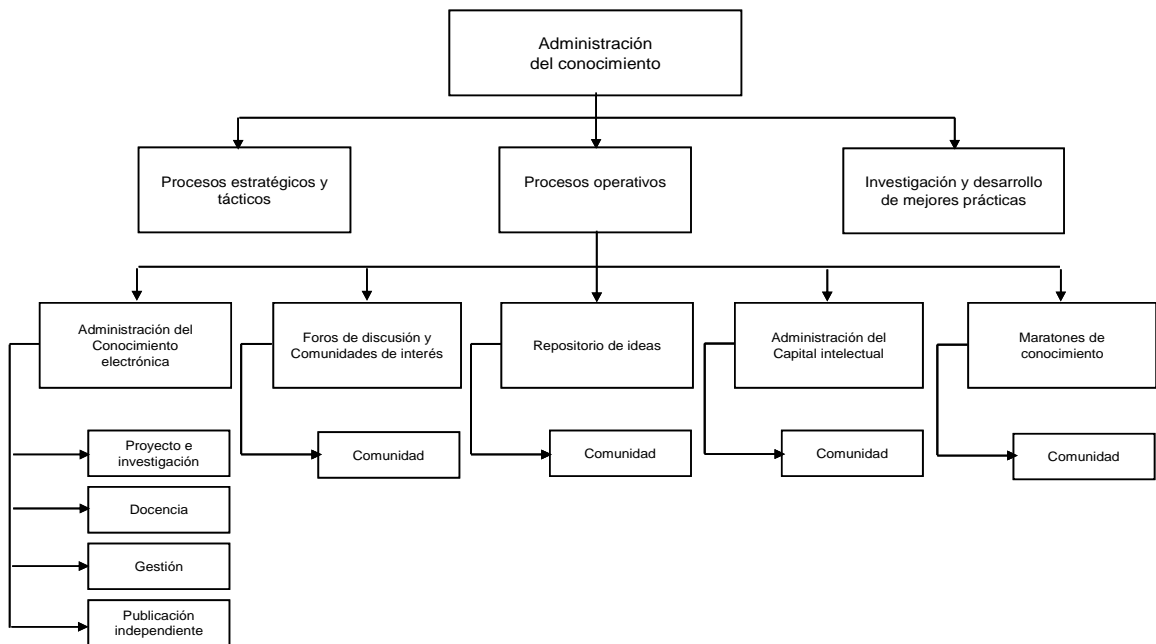 Administración
del conocimiento
Procesos estratégicos y
tácticos
Procesos operativos
Investigación y desarrollo
de mejores prácticas
Administración del
Conocimiento
electrónica
Foros de discusión y
Comunidades de interés
Repositorio de ideas
Administración del
Capital intelectual
Maratones de
conocimiento
Proyecto e
investigación
Docencia
Gestión
Publicación
independiente
Comunidad
Comunidad
Comunidad
Comunidad